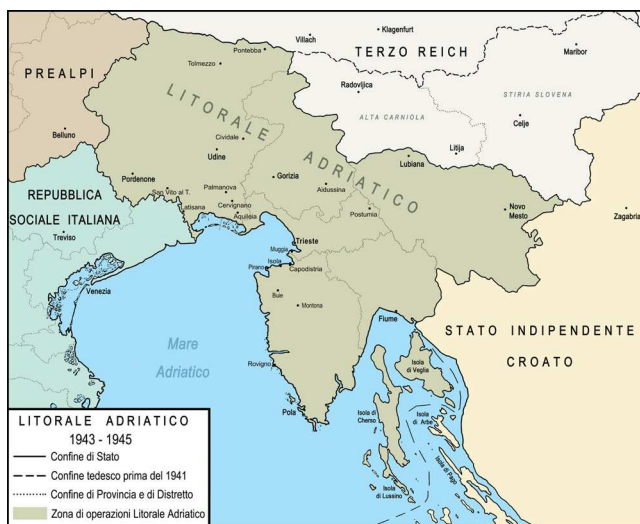 Klagenfurt
Villach
TERZO REICH
Maribor
Pontebba
Tolmezzo
PREALPI
Radovljica
STIRIA SLOVENA
LITORALE
ALTA CARNIOLA
Celje
Belluno
Cividale
Litija
Udine
Lubiana
ADRIATICO
Pordenone
Gorizia
Palmanova
San Vito al T.
Aidussina
REPUBBLICA
SOCIALE ITALIANA
Cervignano
Latisana
Aquileia
Postumia
Novo
Mesto
Zagabria
Treviso
Trieste
Muggia
Isola
Pirano
Capodistria
Venezia
Buie
Montona
Fiume
STATO INDIPENDENTE
CROATO
Mare
Adriatico
Rovigno
Isola
di Veglia
Pola
Isola di
Cherso
Isola
di Arbe
Isola di Pago
Isola
di Lussino
LITORALE ADRIATICO
1943 - 1945
Confine di Stato
Confine tedesco prima del 1941
Confine di Provincia e di Distretto
Zona di operazioni Litorale Adriatico